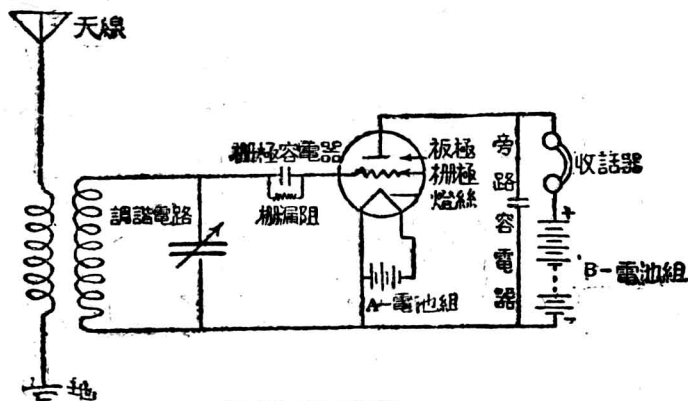 天線
柵極容電器
板極
柵極
燈絲
旁路容電器
收話器
調諧電路
柵漏阻
A-電池組
+
B-電池組
-
地